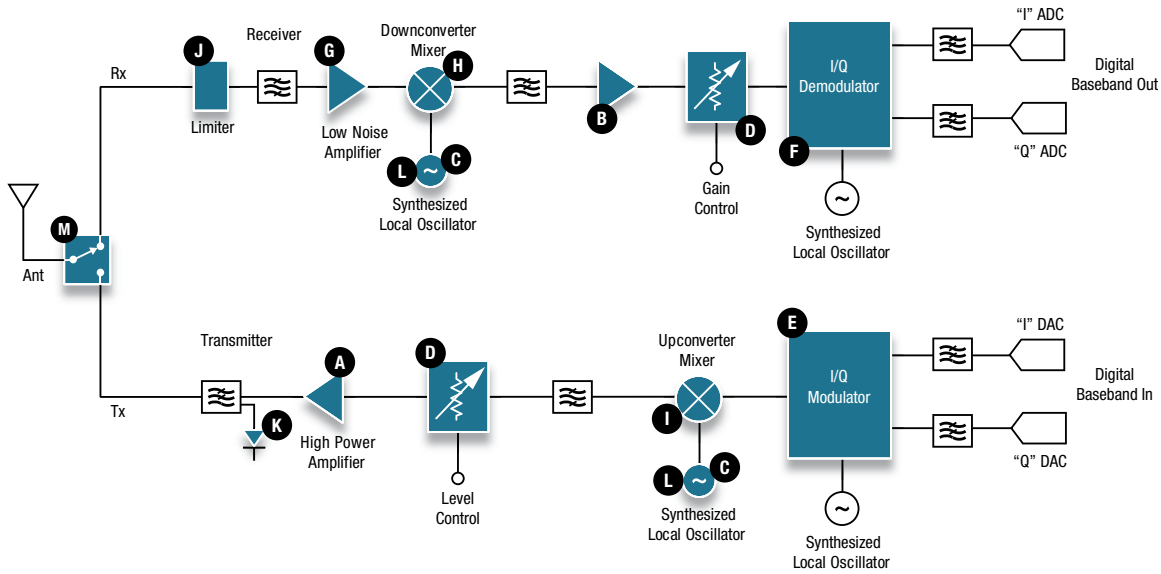 "I" ADC
Receiver
Downconverter
Mixer
J
G
H
Rx
I/Q
Demodulator
Digital
Baseband Out
Limiter
Low Noise
Amplifier
B
D
F
"Q" ADC
L
C
~
Synthesized
Local Oscillator
Gain
Control
~
Synthesized
Local Oscillator
M
Ant
Transmitter
Upconverter
Mixer
E
"I" DAC
A
D
I/Q
Modulator
Digital
Baseband In
Tx
K
High Power
Amplifier
I
"Q" DAC
Level
Control
L
C
~
Synthesized
Local Oscillator
~
Synthesized
Local Oscillator